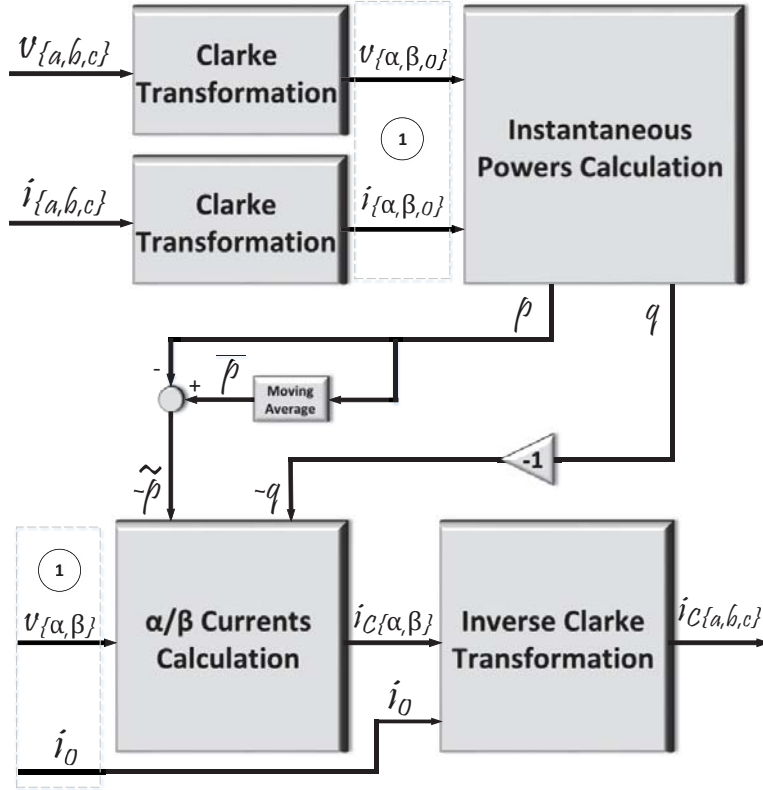 v{a,b,c}
Clarke
Transformation
v{α,β,0}
1
Instantaneous
Powers Calculation
i{a,b,c}
Clarke
Transformation
i{α,β,0}
p
q
-
+
p̅
Moving
Average
-1
-p̃
-q
1
v{α,β}
α/β Currents
Calculation
iC{α,β}
Inverse Clarke
Transformation
iC{a,b,c}
i0
i0